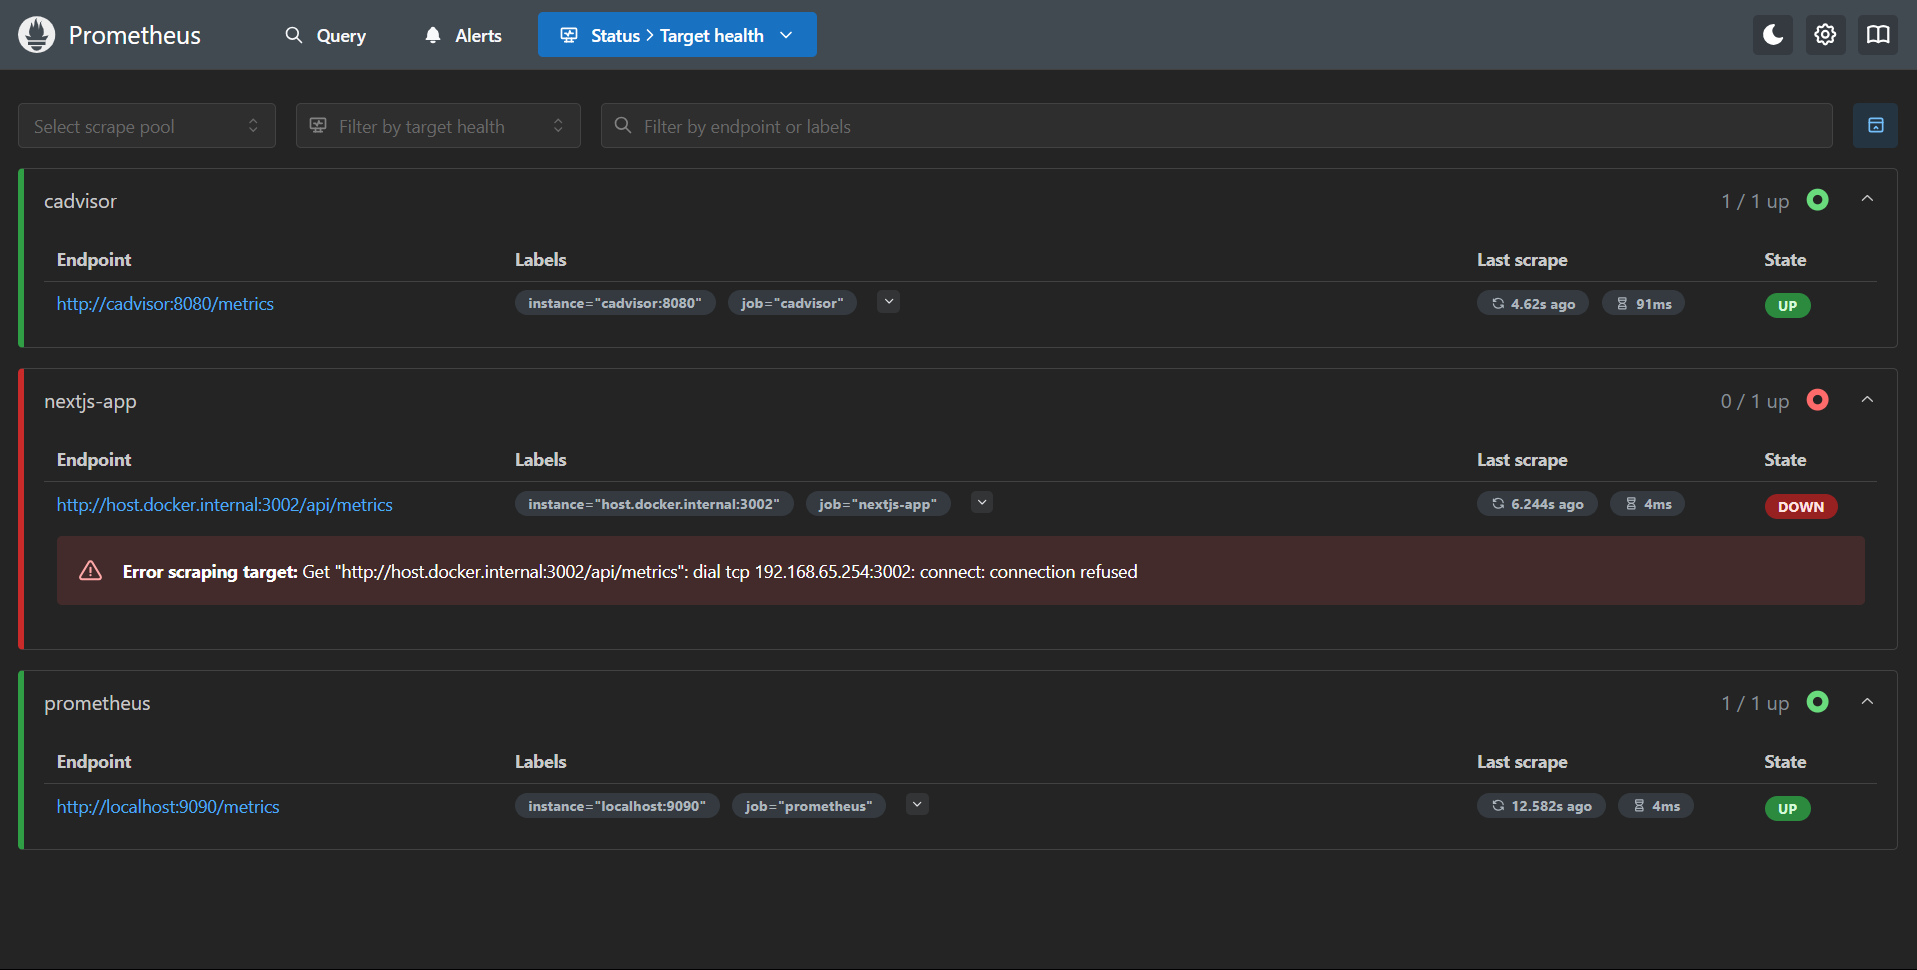 Prometheus Query Alerts Status > Target health
Select scrape pool Filter by target health Filter by endpoint or labels
cadvisor 1 / 1 up
Endpoint Labels Last scrape State
http://cadvisor:8080/metrics instance="cadvisor:8080" job="cadvisor" 4.62s ago 91ms UP
nextjs-app 0 / 1 up
Endpoint Labels Last scrape State
http://host.docker.internal:3002/api/metrics instance="host.docker.internal:3002" job="nextjs-app" 6.244s ago 4ms DOWN
Error scraping target: Get "http://host.docker.internal:3002/api/metrics": dial tcp 192.168.65.254:3002: connect: connection refused
prometheus 1 / 1 up
Endpoint Labels Last scrape State
http://localhost:9090/metrics instance="localhost:9090" job="prometheus" 12.582s ago 4ms UP